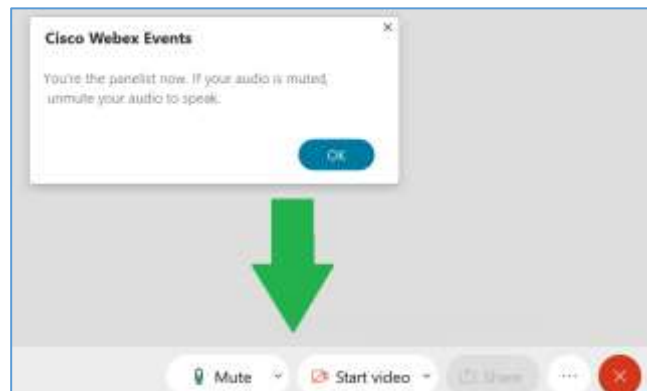 Cisco Webex Events
You're the panelist now. If your audio is muted,
unmute your audio to speak.
OK
Mute
Start video
Share